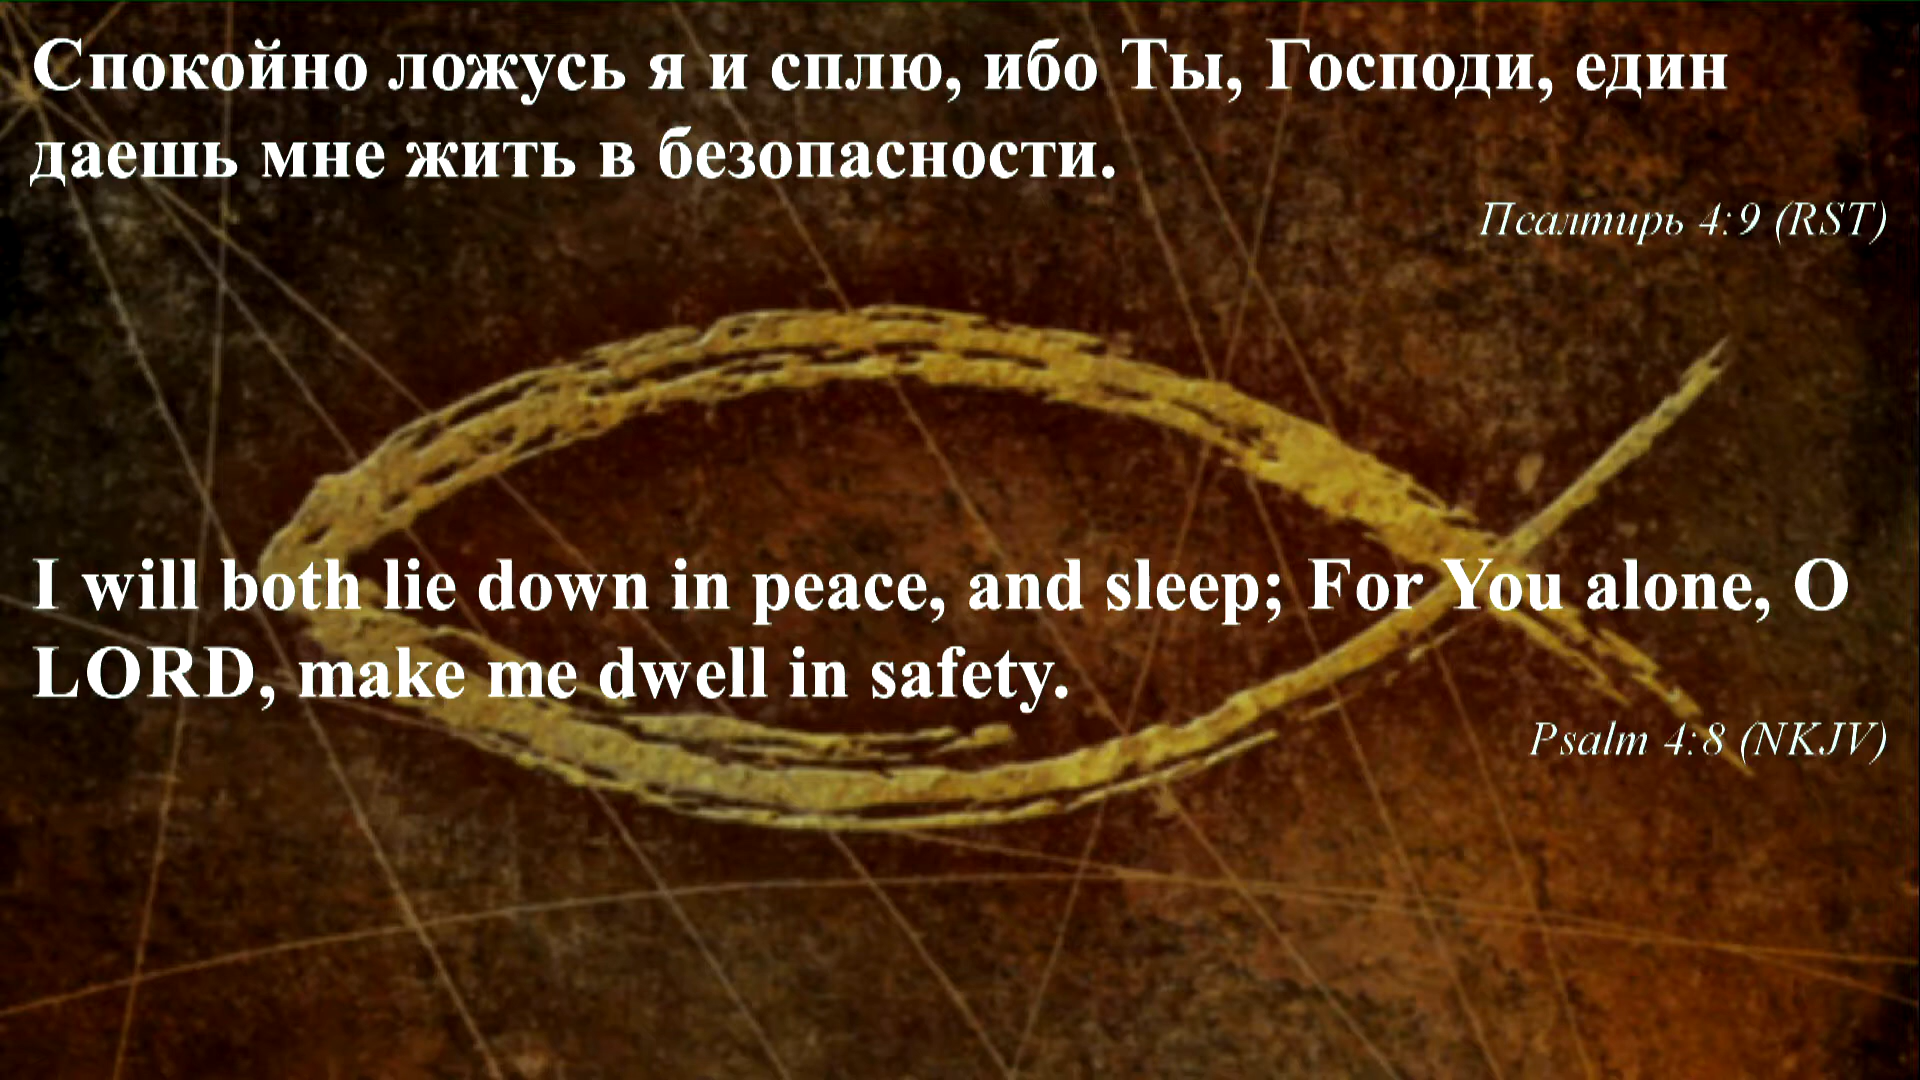 Спокойно ложусь я и сплю, ибо Ты, Господи, един
даешь мне жить в безопасности.
Псалтирь 4:9 (RST)
I will both lie down in peace, and sleep; For You alone, O
LORD, make me dwell in safety.
Psalm 4:8 (NKJV)